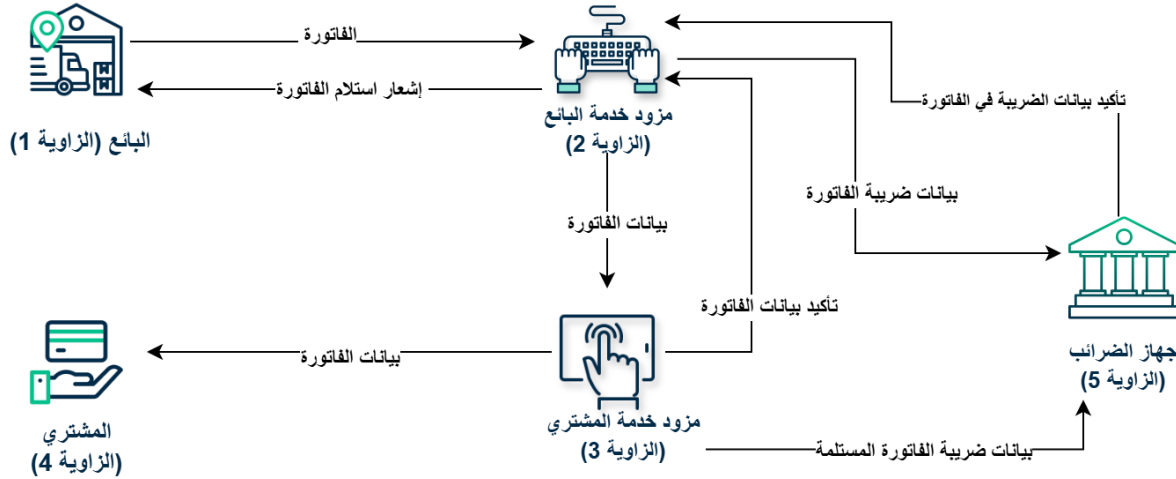 الفاتورة
إشعار استلام الفاتورة
البائع (الزاوية 1)
مزود خدمة البائع
(الزاوية 2)
تأكيد بيانات الضريبة في الفاتورة
بيانات ضريبة الفاتورة
بيانات الفاتورة
تأكيد بيانات الفاتورة
جهاز الضرائب
(الزاوية 5)
بيانات الفاتورة
مزود خدمة المشتري
(الزاوية 3)
المشتري
(الزاوية 4)
بيانات ضريبة الفاتورة المستلمة